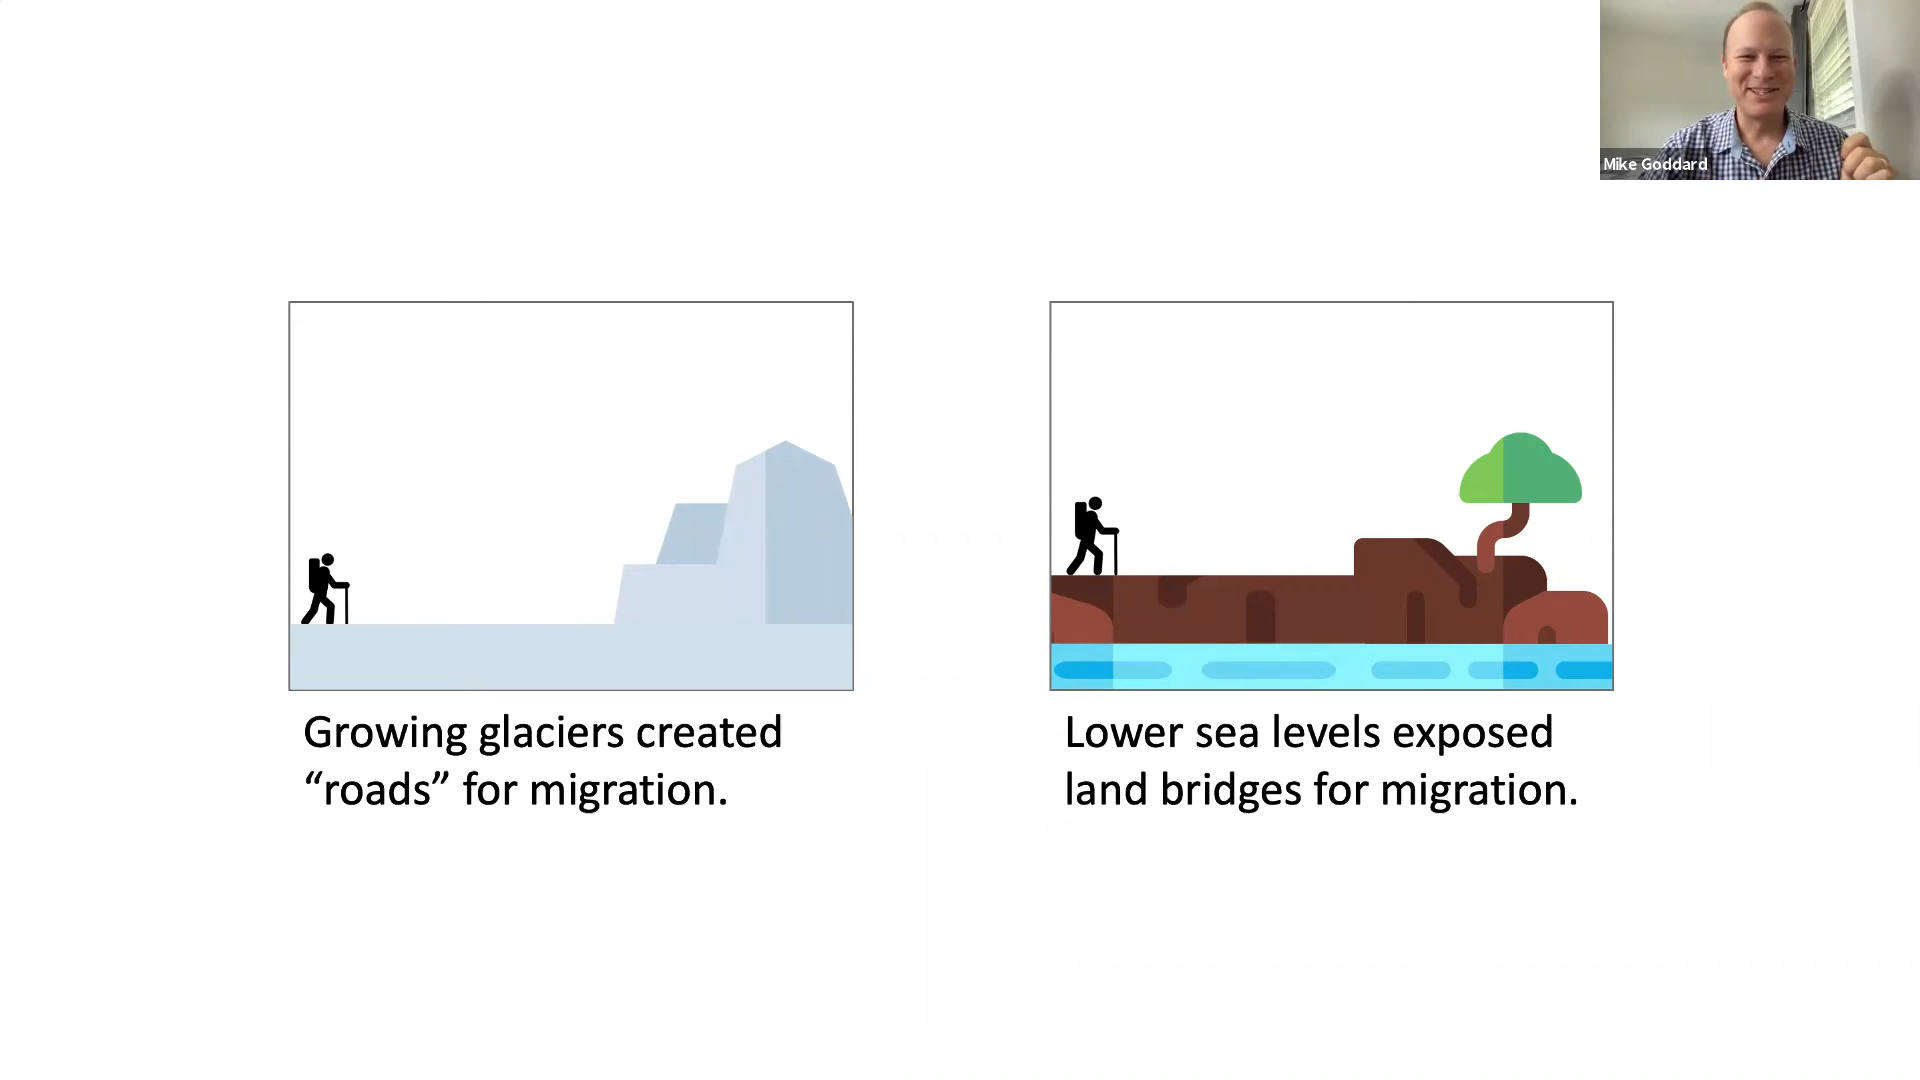 Mike Goddard
Growing glaciers created
“roads” for migration.
Lower sea levels exposed
land bridges for migration.